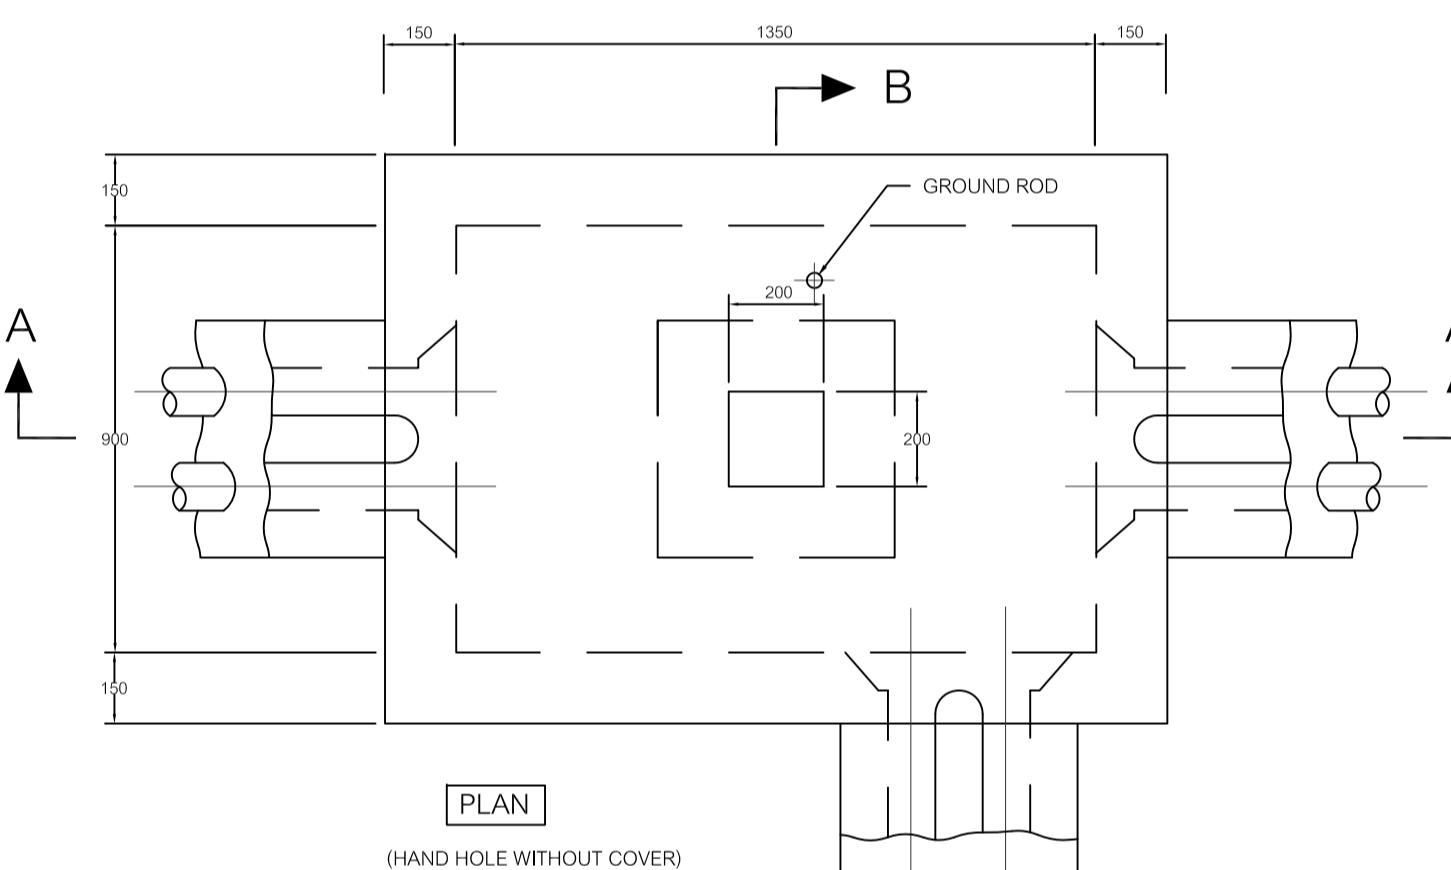 150
1350
150
B
150
GROUND ROD
200
A
A
900
200
150
PLAN
(HAND HOLE WITHOUT COVER)